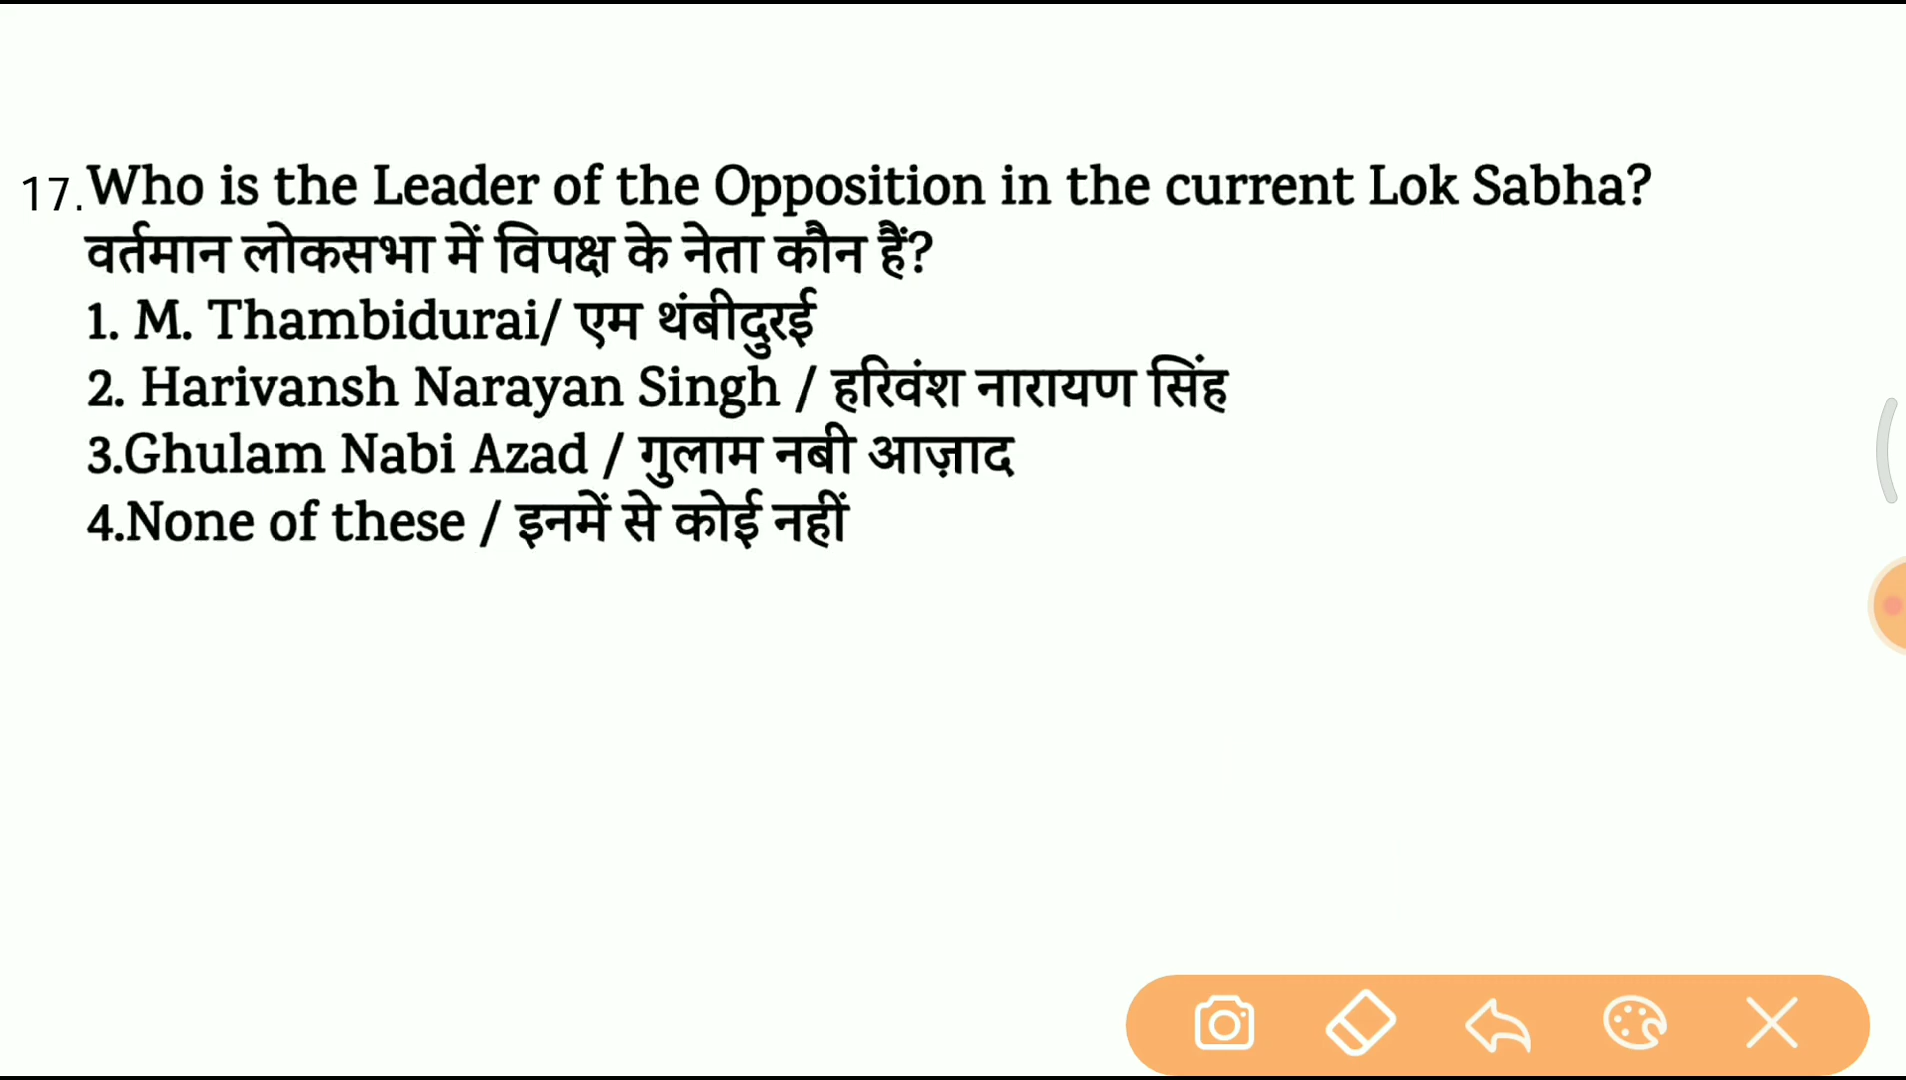 17.Who is the Leader of the Opposition in the current Lok Sabha?
वर्तमान लोकसभा में विपक्ष के नेता कौन हैं?
1. M. Thambidurai/ एम थंबीदुरई
2. Harivansh Narayan Singh / हरिवंश नारायण सिंह
3.Ghulam Nabi Azad / गुलाम नबी आज़ाद
4.None of these / इनमें से कोई नहीं